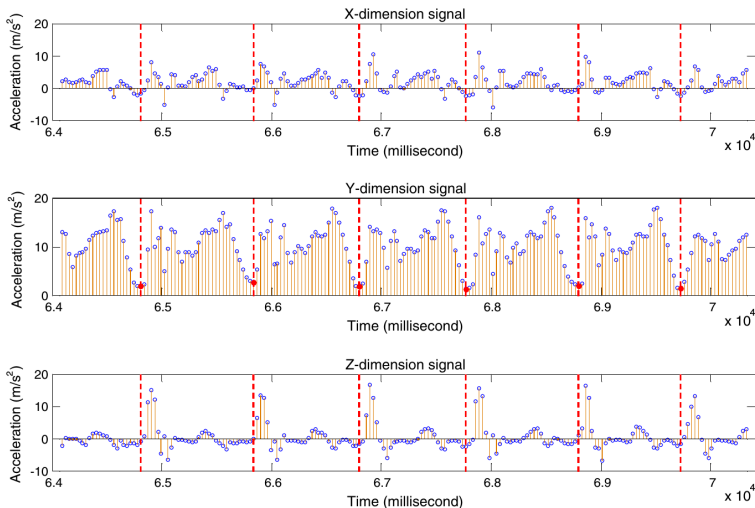 X-dimension signal
Acceleration (m/s²)
20
10
0
-10
6.4
6.5
6.6
6.7
6.8
6.9
7
x 10⁴
Time (millisecond)
Y-dimension signal
Acceleration (m/s²)
20
10
0
6.4
6.5
6.6
6.7
6.8
6.9
7
x 10⁴
Time (millisecond)
Z-dimension signal
Acceleration (m/s²)
20
10
0
-10
6.4
6.5
6.6
6.7
6.8
6.9
7
x 10⁴
Time (millisecond)